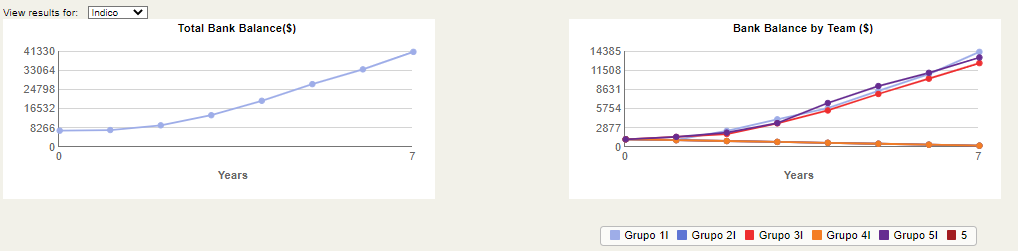 View results for: Indico
Total Bank Balance($)
41330
33064
24798
16532
8266
0
0 7
Years
Bank Balance by Team ($)
14385
11508
8631
5754
2877
0
0 7
Years
Grupo 1I Grupo 2I Grupo 3I Grupo 4I Grupo 5I 5